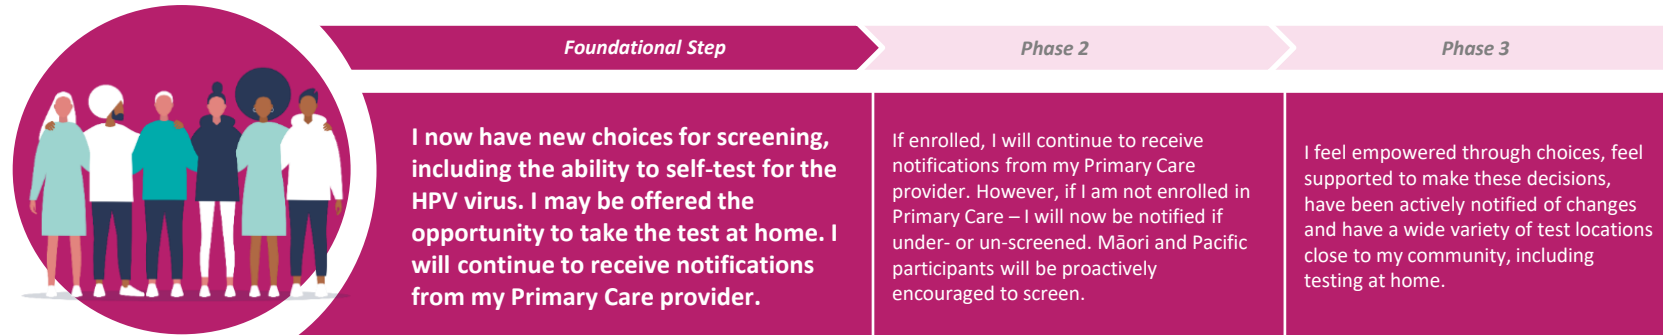 Foundational Step
Phase 2
Phase 3
I now have new choices for screening,
including the ability to self-test for the
HPV virus. I may be offered the
opportunity to take the test at home. I
will continue to receive notifications
from my Primary Care provider.
If enrolled, I will continue to receive
notifications from my Primary Care
provider. However, if I am not enrolled in
Primary Care – I will now be notified if
under- or un-screened. Māori and Pacific
participants will be proactively
encouraged to screen.
I feel empowered through choices, feel
supported to make these decisions,
have been actively notified of changes
and have a wide variety of test locations
close to my community, including
testing at home.